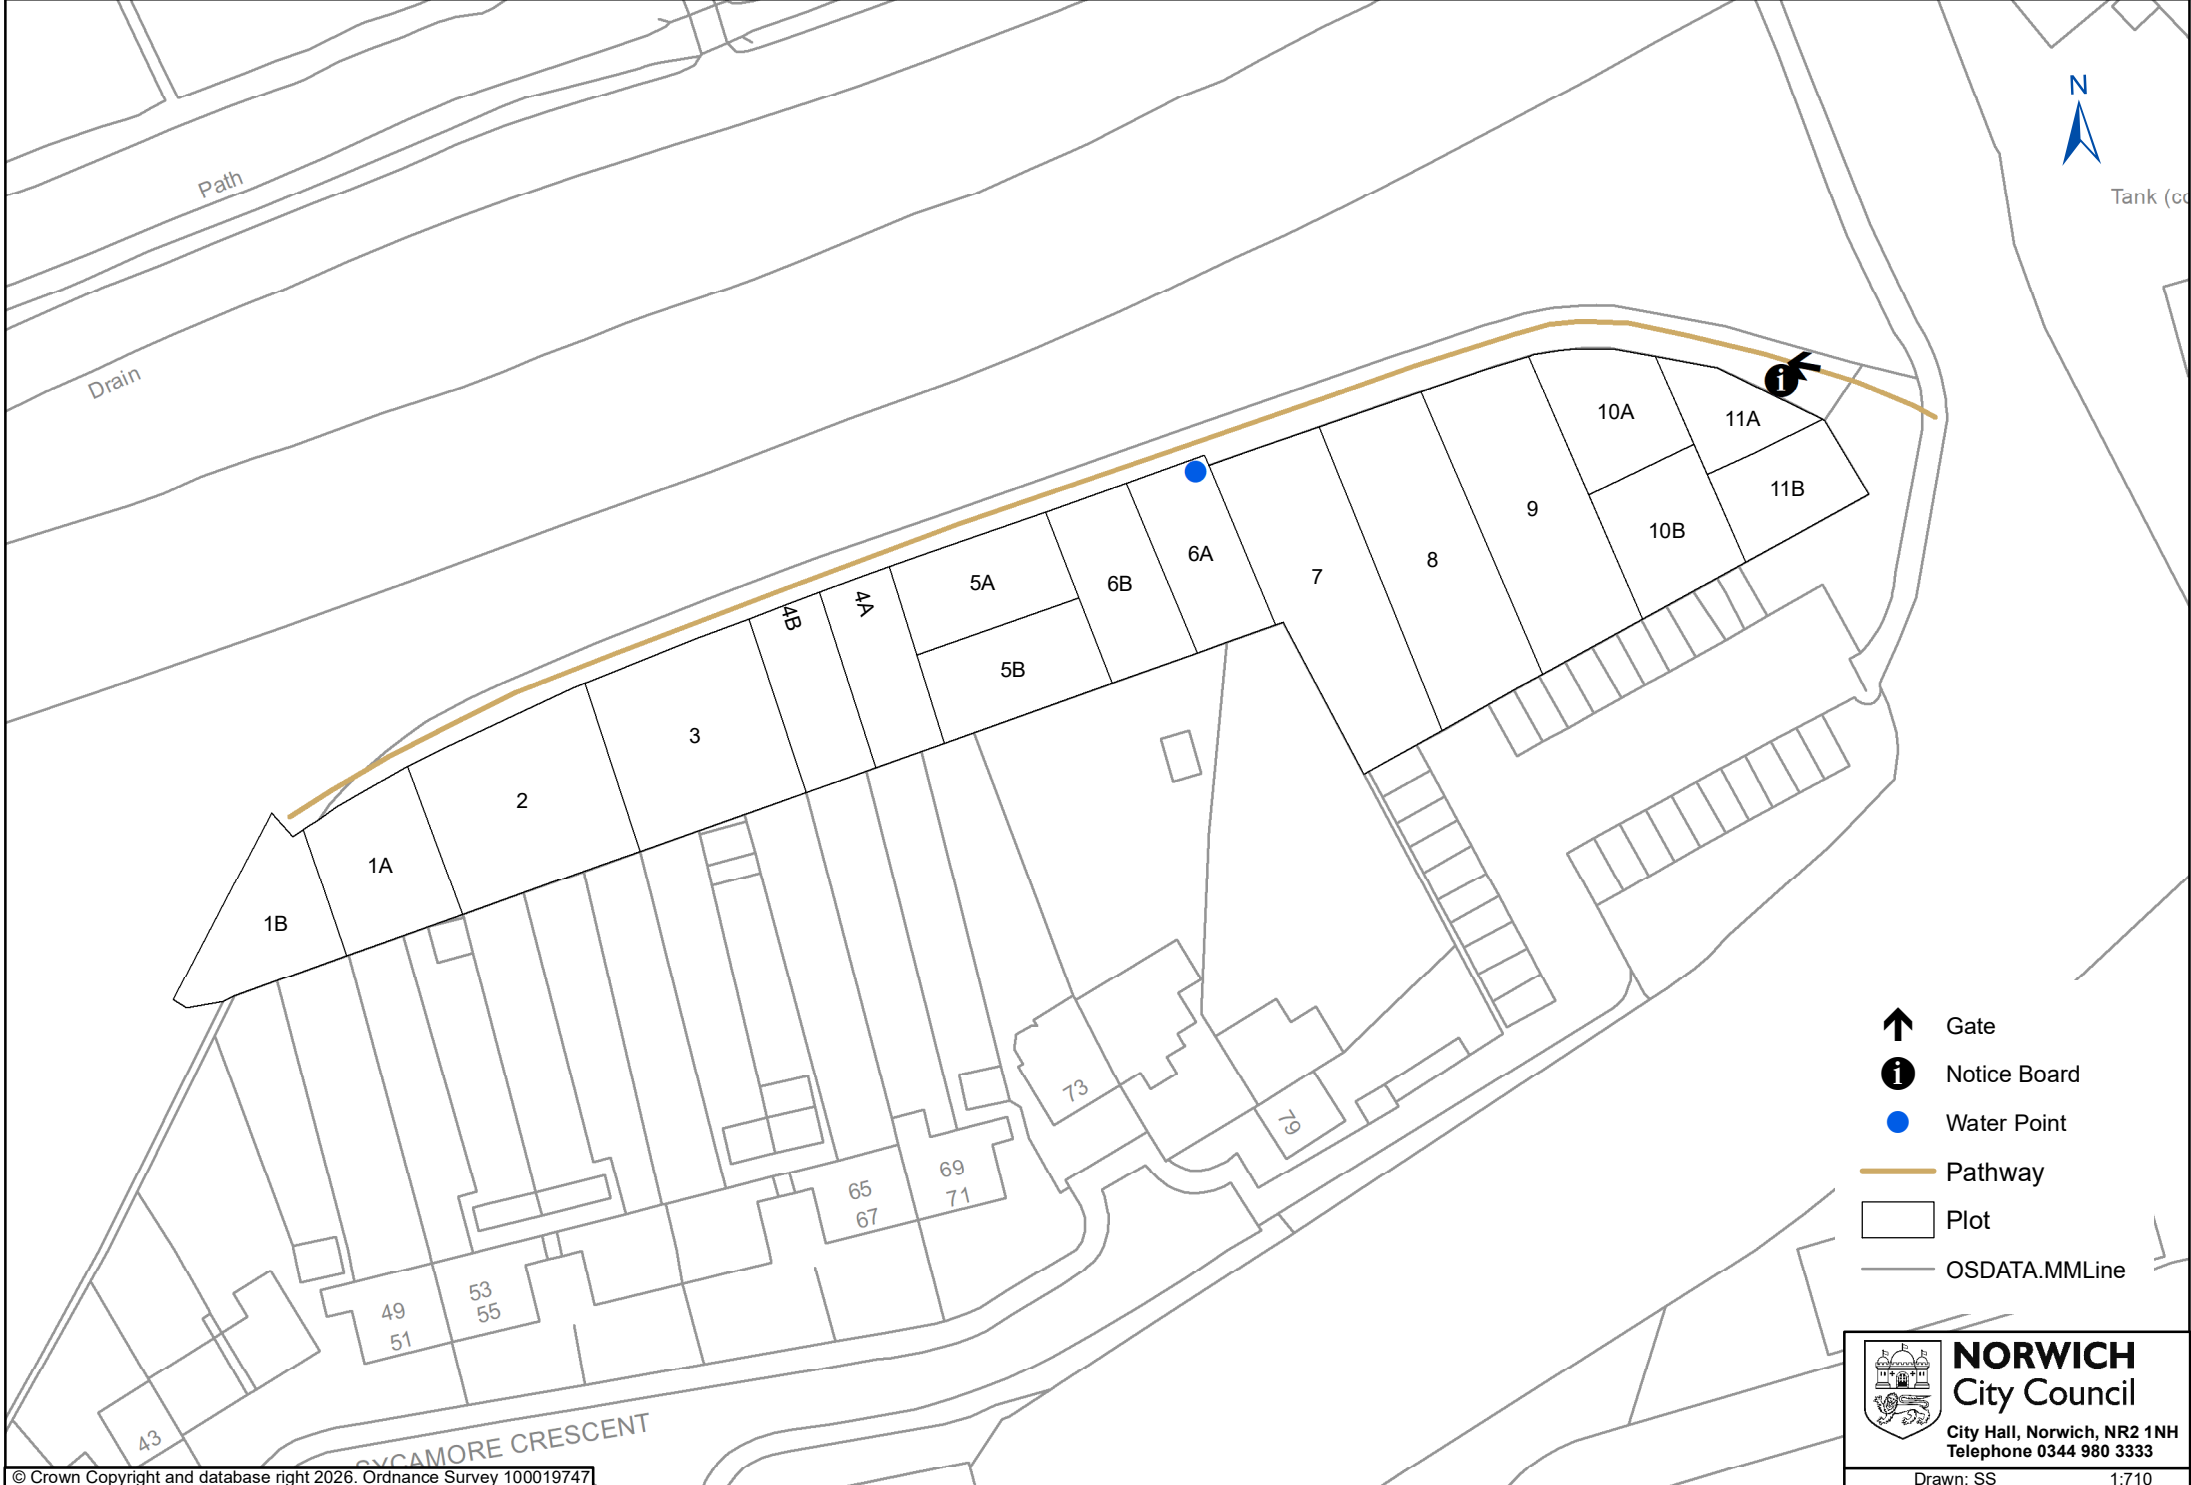 N
Tank (co
Path
Drain
10A
11A
11B
9
10B
8
7
6A
6B
5A
5B
4A
4B
3
2
1A
1B
73
79
69
71
65
67
53
55
49
51
43
SYCAMORE CRESCENT
Gate
i
Notice Board
Water Point
Pathway
Plot
OSDATA.MMLine
NORWICH
City Council
City Hall, Norwich, NR2 1NH
Telephone 0344 980 3333
Drawn: SS 1:710
© Crown Copyright and database right 2026. Ordnance Survey 100019747